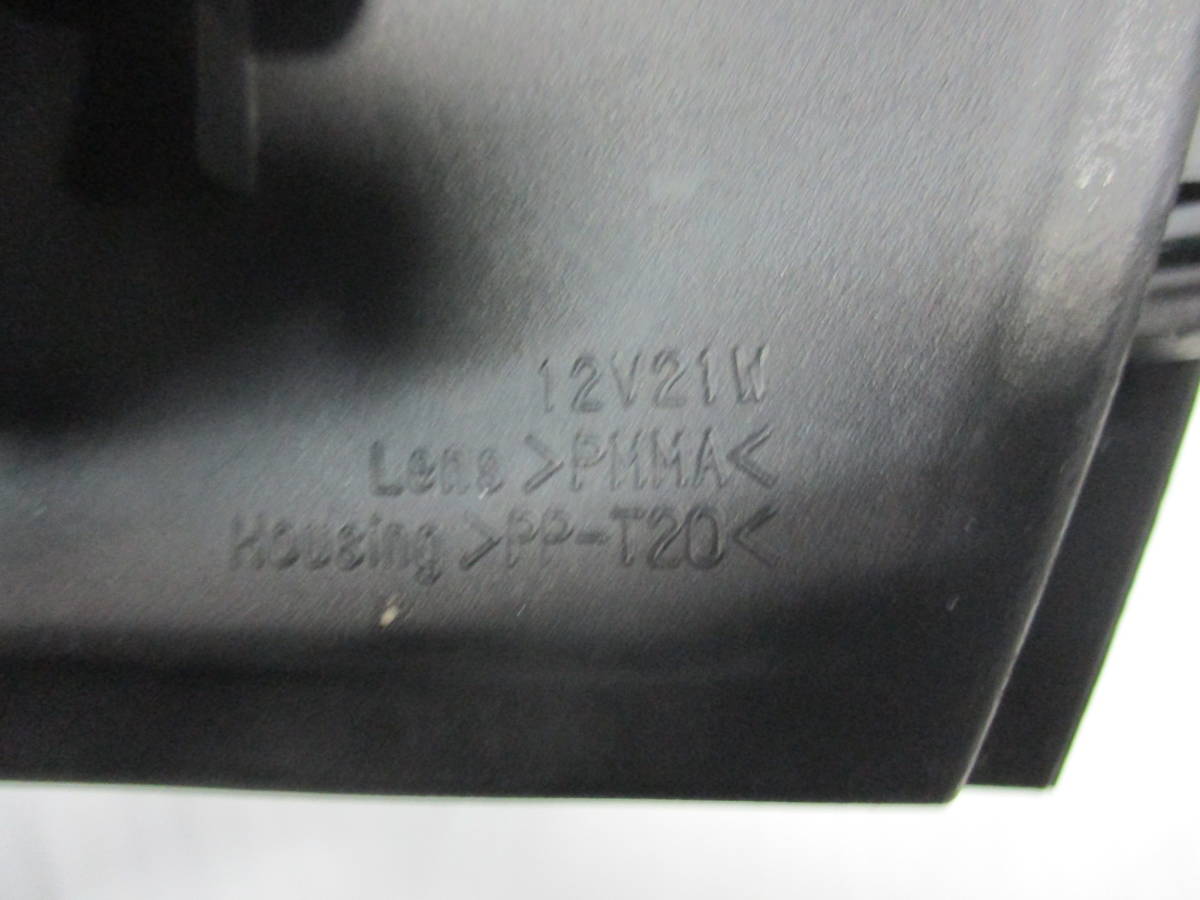 12V21W
Lens >PMMA<
Housing >PP-T20<